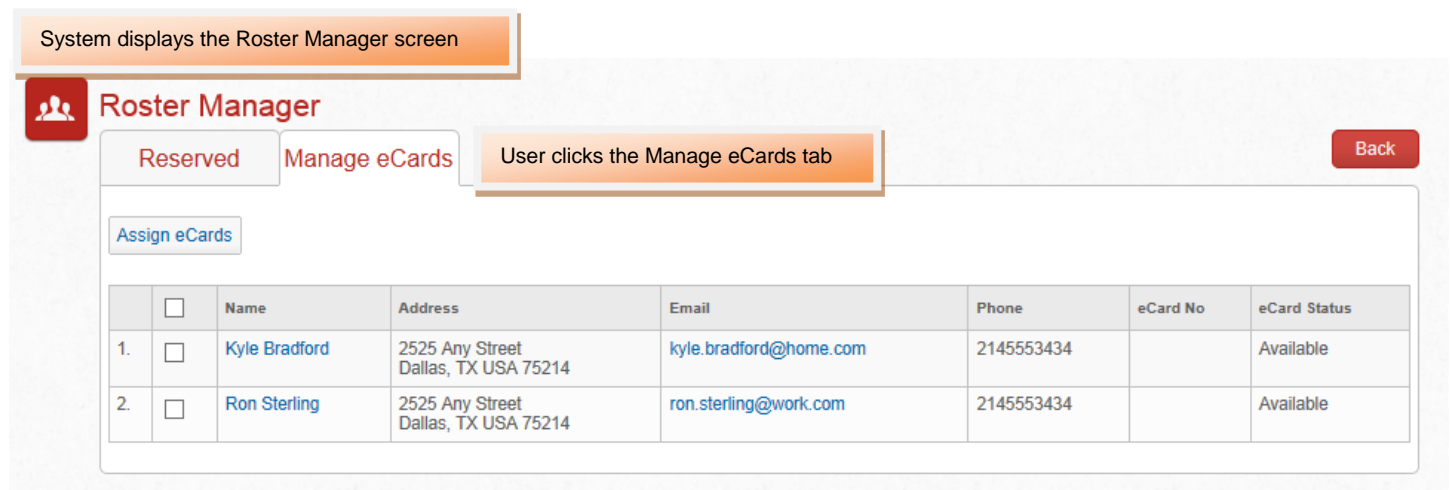 System displays the Roster Manager screen
Roster Manager
Reserved
Manage eCards
User clicks the Manage eCards tab
Back
Assign eCards
Name Address Email Phone eCard No eCard Status
1. Kyle Bradford 2525 Any Street kyle.bradford@home.com 2145553434 Available
Dallas, TX USA 75214
2. Ron Sterling 2525 Any Street ron.sterling@work.com 2145553434 Available
Dallas, TX USA 75214